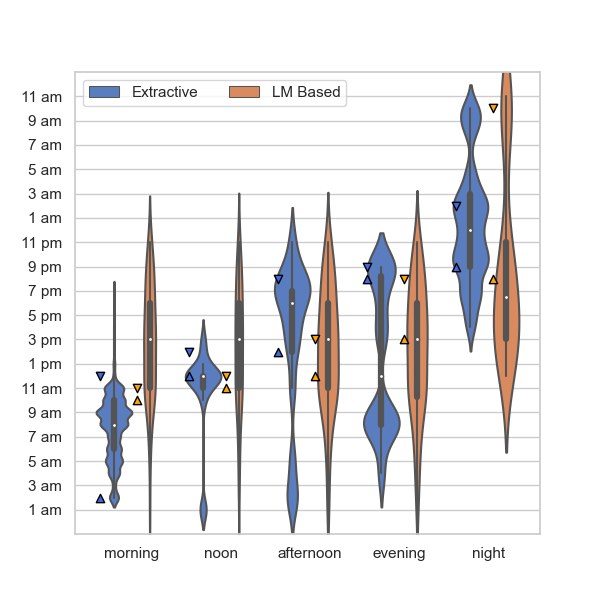 Extractive LM Based
11 am
9 am
7 am
5 am
3 am
1 am
11 pm
9 pm
7 pm
5 pm
3 pm
1 pm
11 am
9 am
7 am
5 am
3 am
1 am
morning noon afternoon evening night